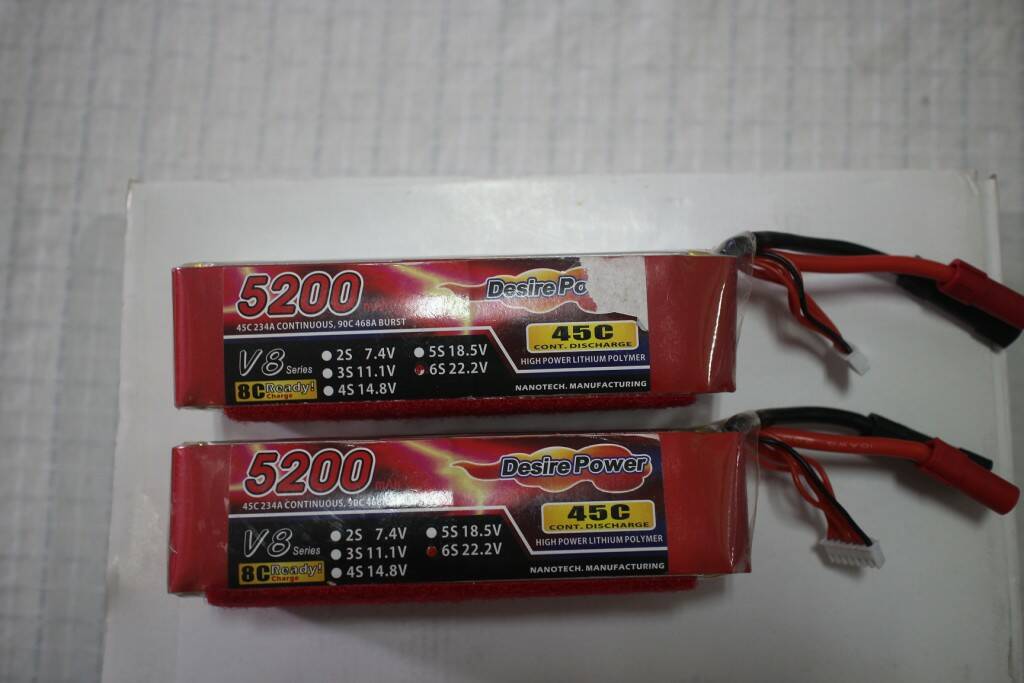 5200 mAh
Desire Po
45C 234A CONTINUOUS, 90C 468A BURST
45C
CONT. DISCHARGE
HIGH POWER LITHIUM POLYMER
V8 Series
8C Ready!
Charge
2S 7.4V
3S 11.1V
4S 14.8V
5S 18.5V
6S 22.2V
NANOTECH. MANUFACTURING
5200 mAh
Desire Power
45C 234A CONTINUOUS, 90C 468
45C
CONT. DISCHARGE
HIGH POWER LITHIUM POLYMER
V8 Series
8C Ready!
Charge
2S 7.4V
3S 11.1V
4S 14.8V
5S 18.5V
6S 22.2V
NANOTECH. MANUFACTURING